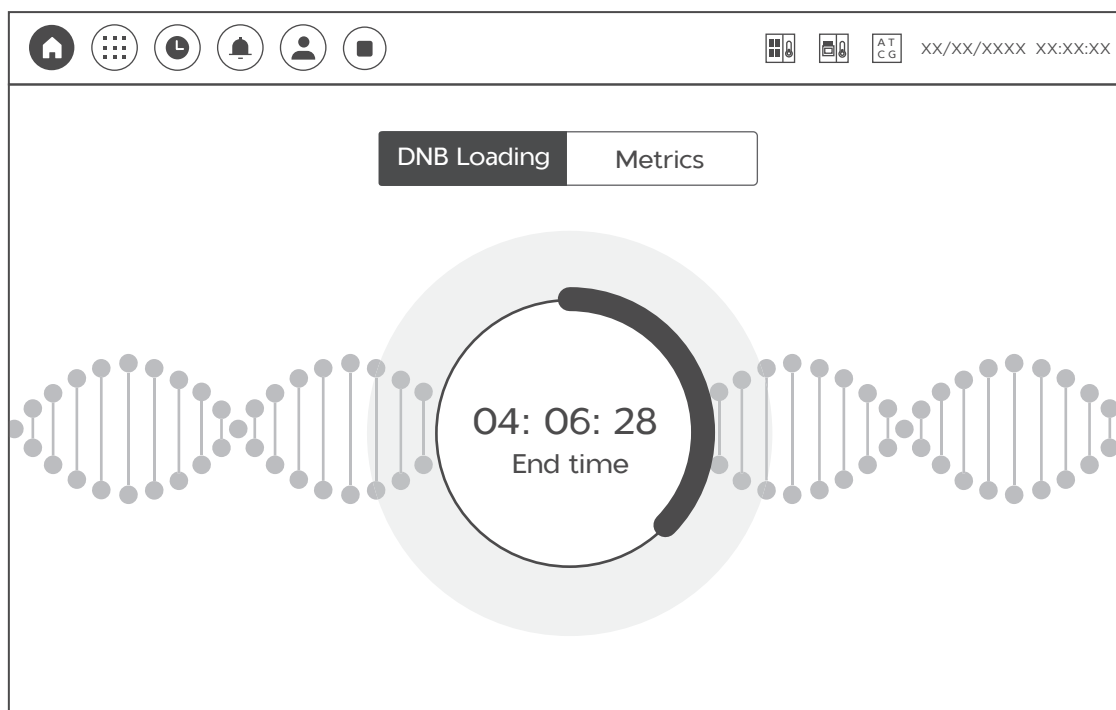 A T
C G
XX/XX/XXXX XX:XX:XX
DNB Loading
Metrics
04: 06: 28
End time